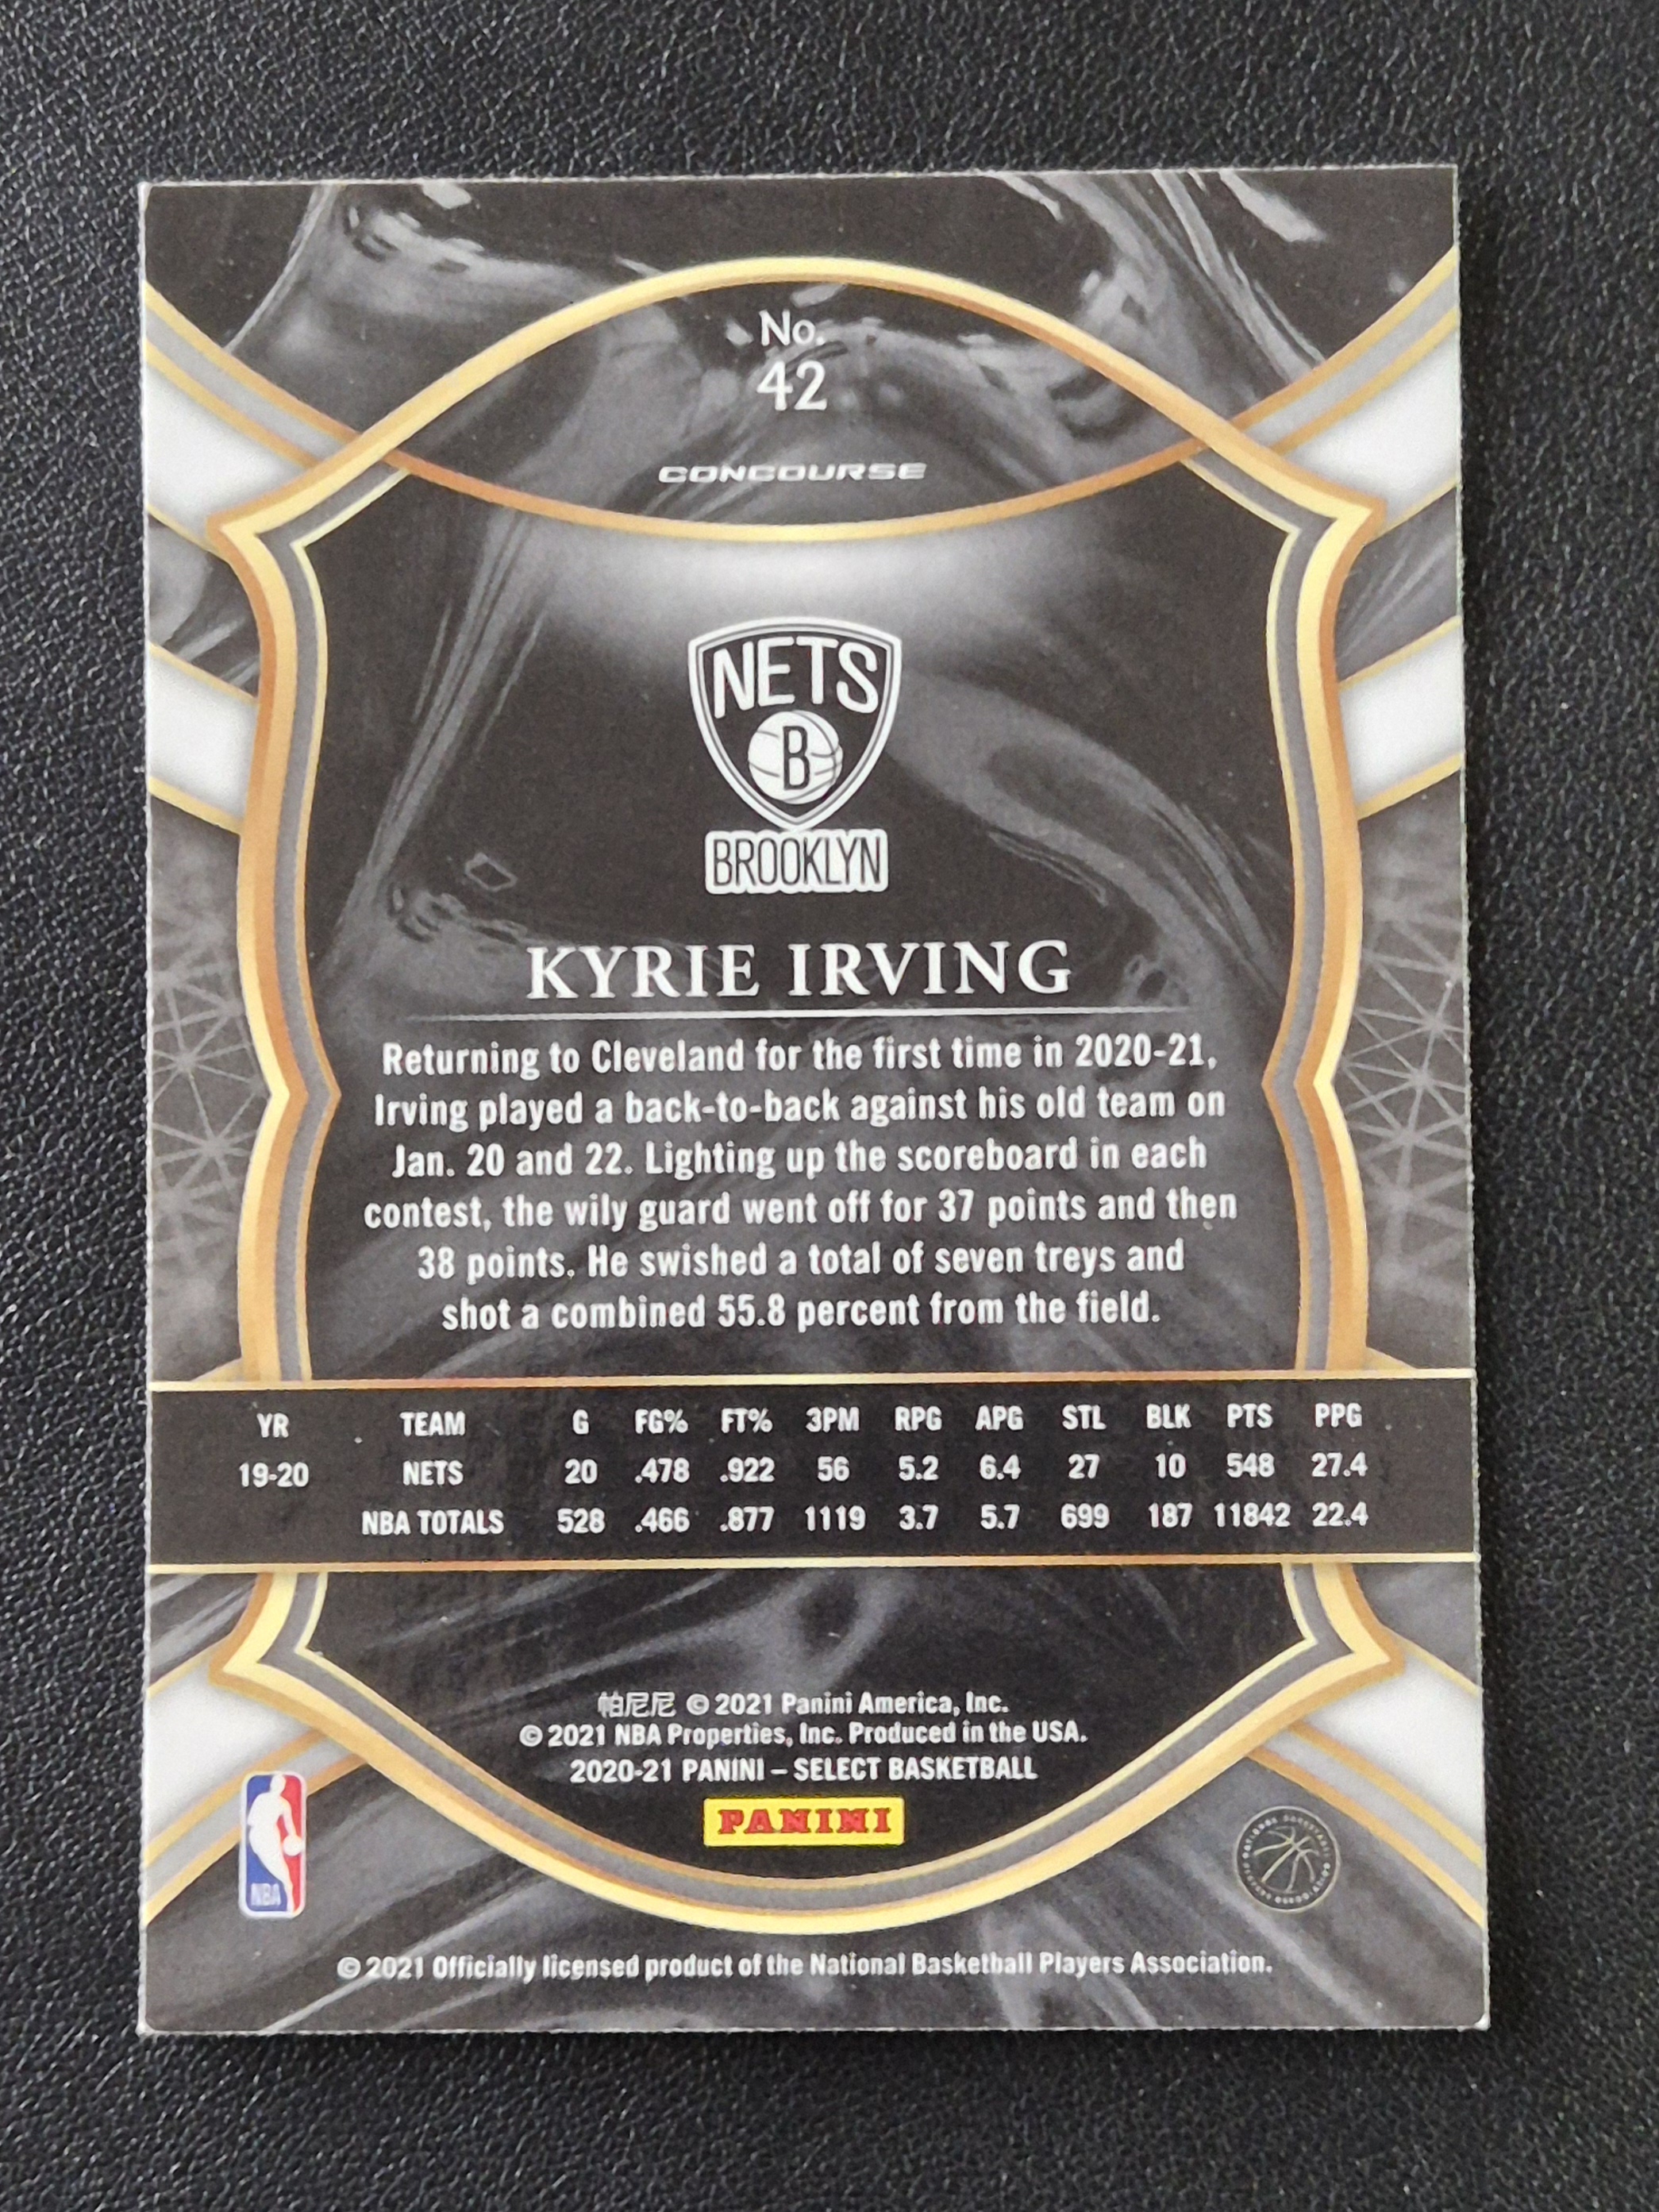 No.
42
CONCOURSE
NETS
B
BROOKLYN
KYRIE IRVING
Returning to Cleveland for the first time in 2020-21,
Irving played a back-to-back against his old team on
Jan. 20 and 22. Lighting up the scoreboard in each
contest, the wily guard went off for 37 points and then
38 points. He swished a total of seven treys and
shot a combined 55.8 percent from the field.
YR TEAM G FG% FT% 3PM RPG APG STL BLK PTS PPG
19-20 NETS 20 .478 .922 56 5.2 6.4 27 10 548 27.4
NBA TOTALS 528 .466 .877 1119 3.7 5.7 699 187 11842 22.4
帕尼尼 © 2021 Panini America, Inc.
© 2021 NBA Properties, Inc. Produced in the USA.
2020-21 PANINI – SELECT BASKETBALL
PANINI
NBA
© 2021 Officially licensed product of the National Basketball Players Association.